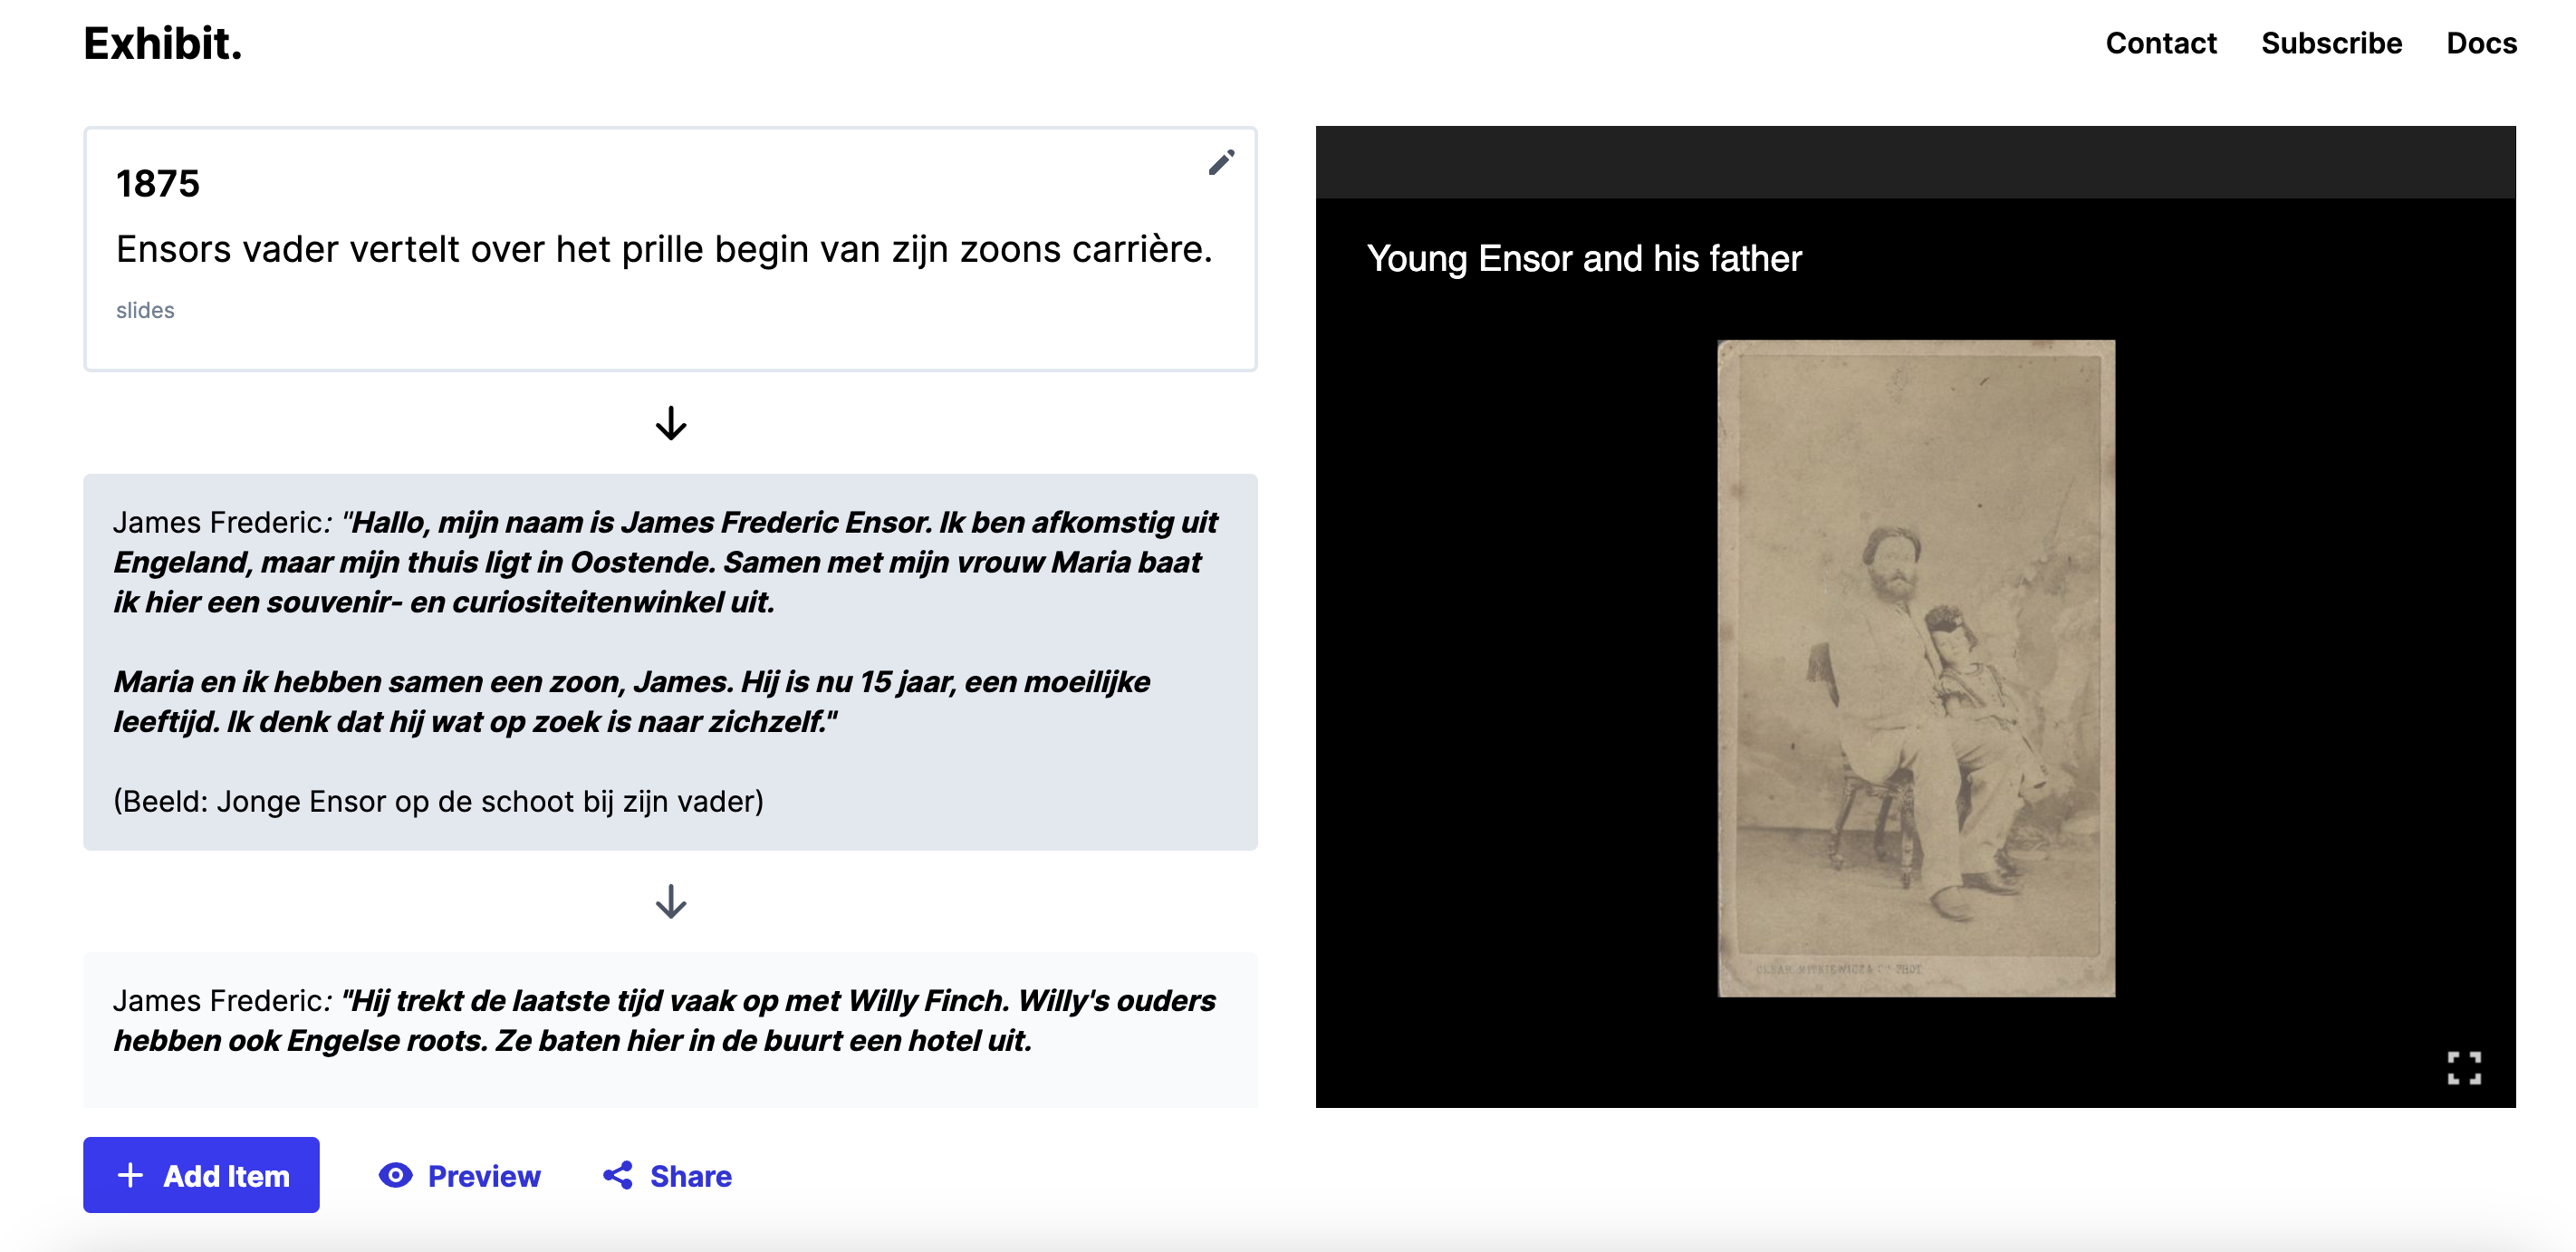 Exhibit.
Contact Subscribe Docs
1875
Ensors vader vertelt over het prille begin van zijn zoons carrière.
slides
James Frederic: "Hallo, mijn naam is James Frederic Ensor. Ik ben afkomstig uit
Engeland, maar mijn thuis ligt in Oostende. Samen met mijn vrouw Maria baat
ik hier een souvenir- en curiositeitenwinkel uit.
Maria en ik hebben samen een zoon, James. Hij is nu 15 jaar, een moeilijke
leeftijd. Ik denk dat hij wat op zoek is naar zichzelf."
(Beeld: Jonge Ensor op de schoot bij zijn vader)
James Frederic: "Hij trekt de laatste tijd vaak op met Willy Finch. Willy's ouders
hebben ook Engelse roots. Ze baten hier in de buurt een hotel uit.
Add Item Preview Share
Young Ensor and his father